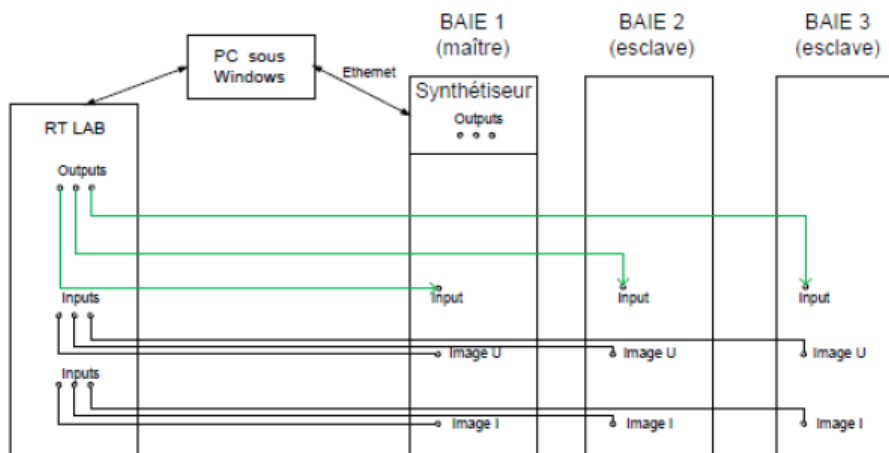 BAIE 1
(maître)
BAIE 2
(esclave)
BAIE 3
(esclave)
PC sous
Windows
Ethernet
Synthétiseur
Outputs
RT LAB
Outputs
Input
Input
Input
Inputs
Image U
Image U
Image U
Inputs
Image I
Image I
Image I